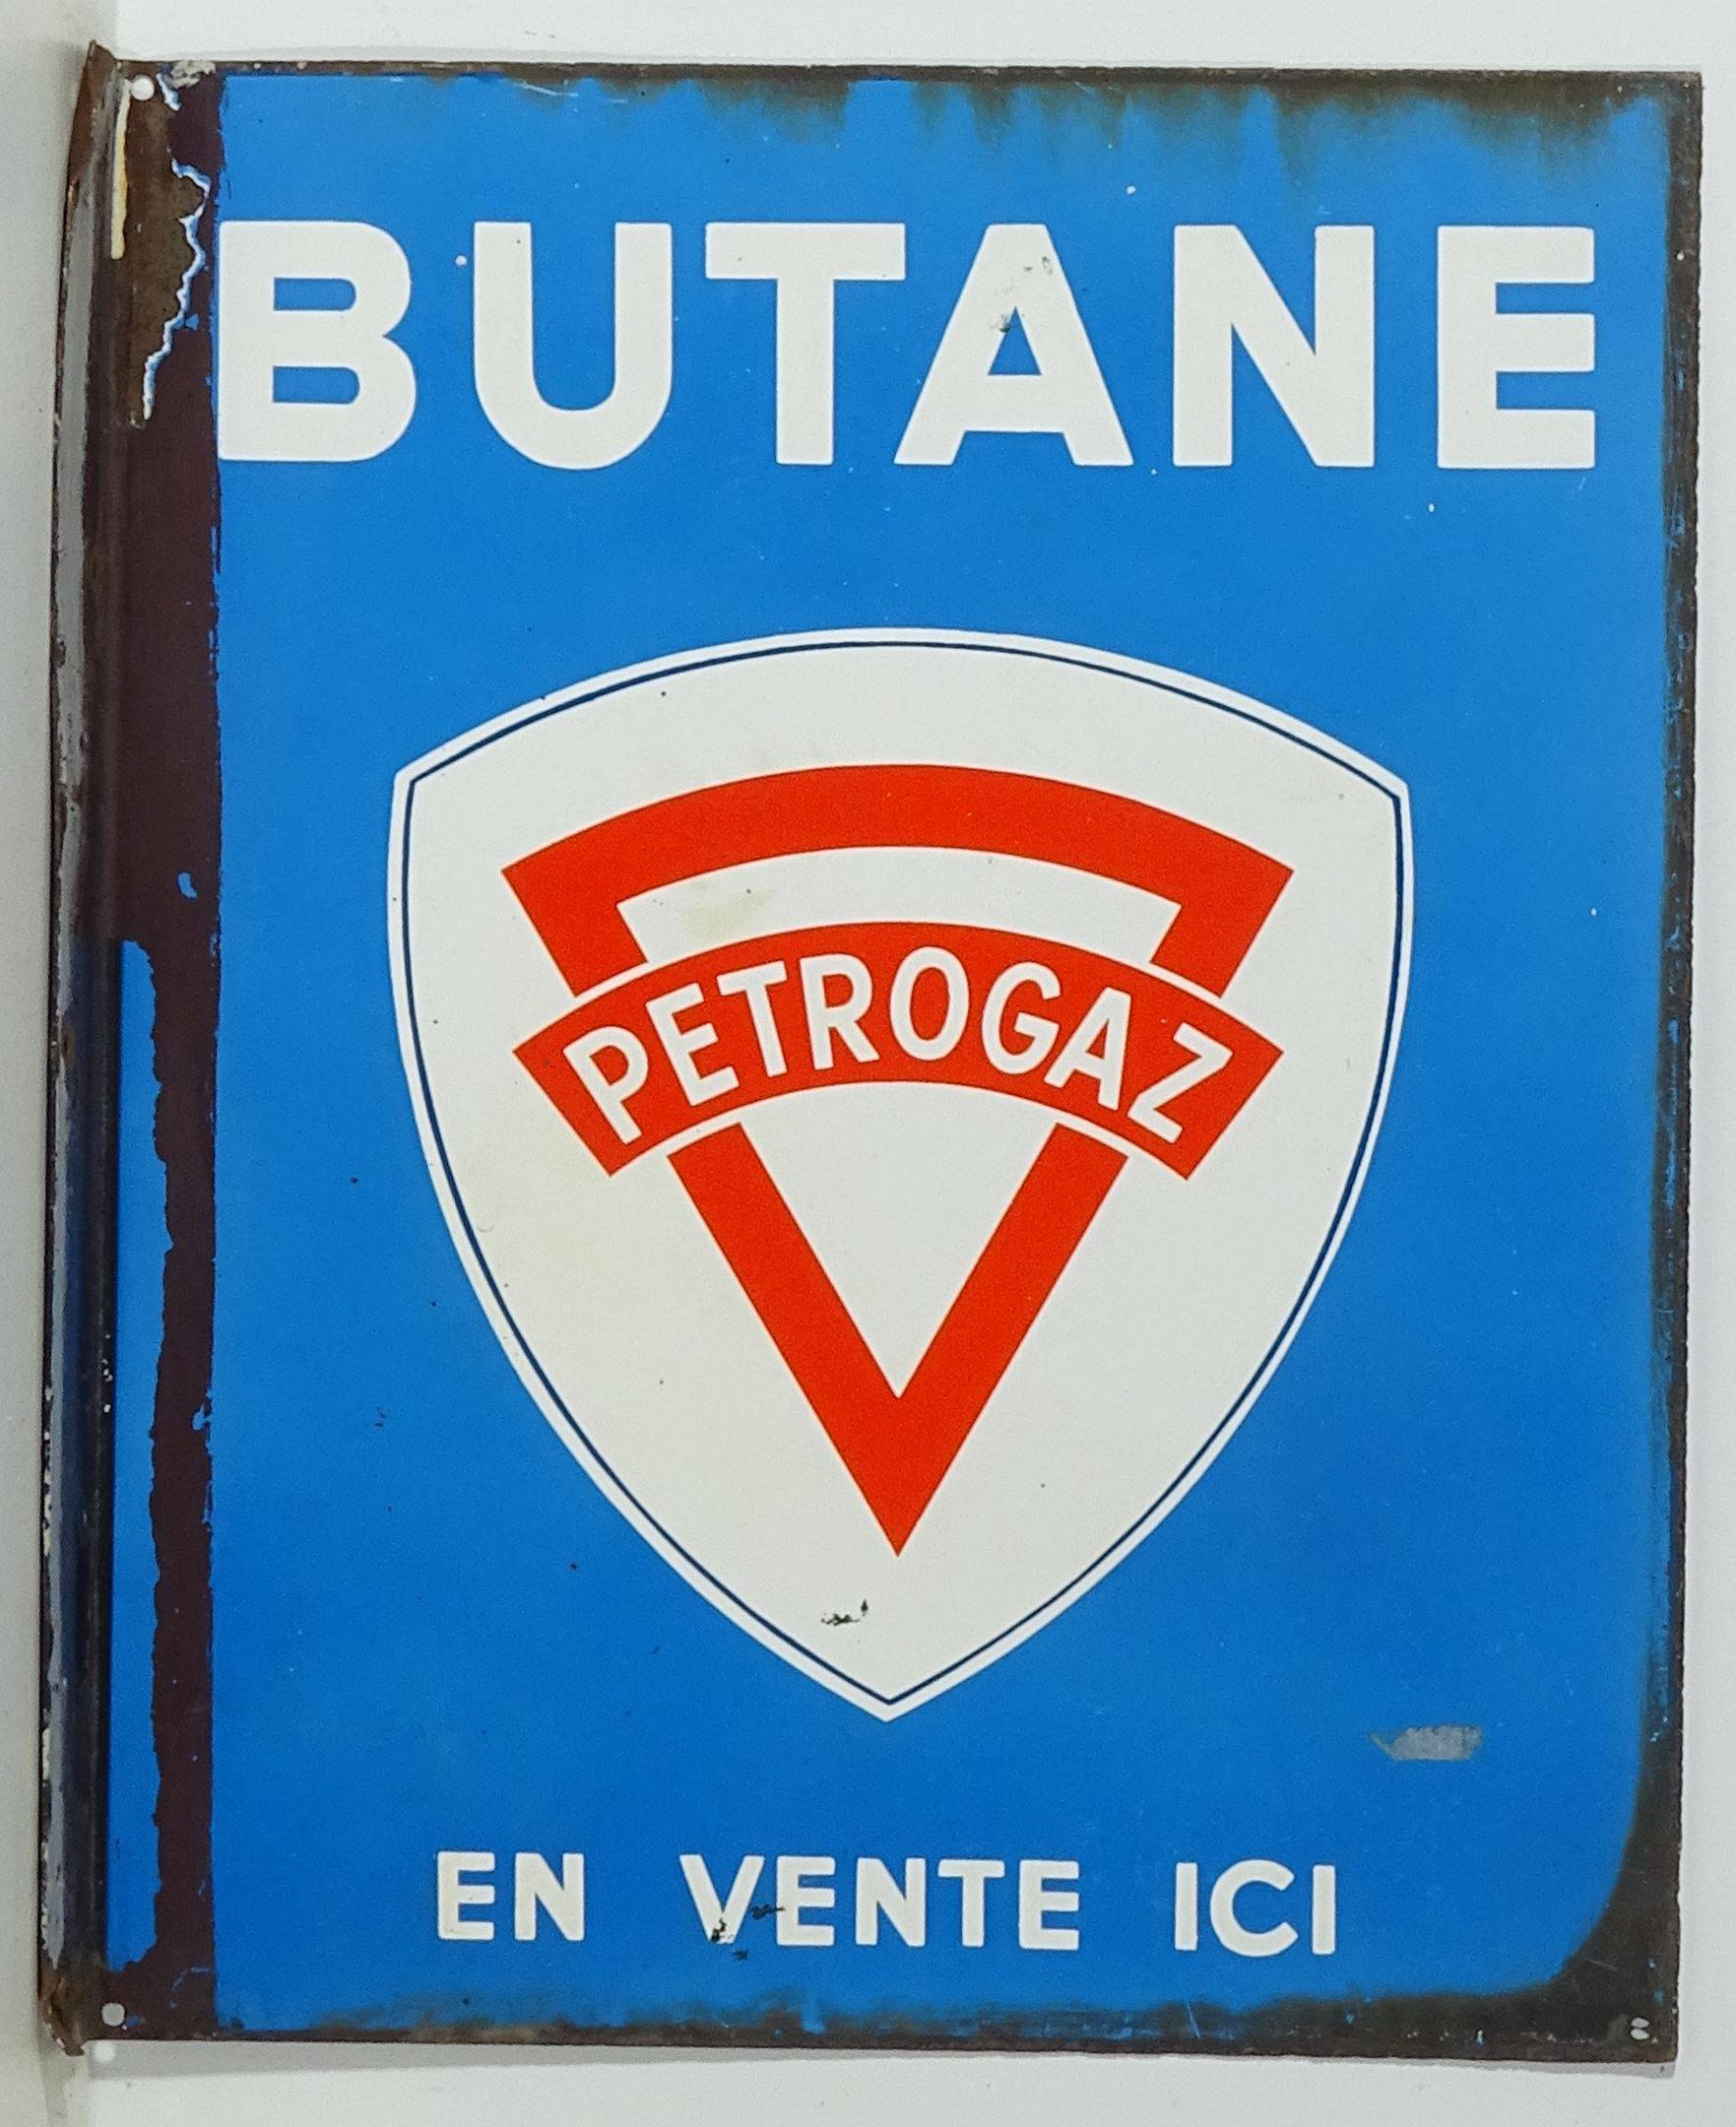 BUTANE
PETROGAZ
EN VENTE ICI